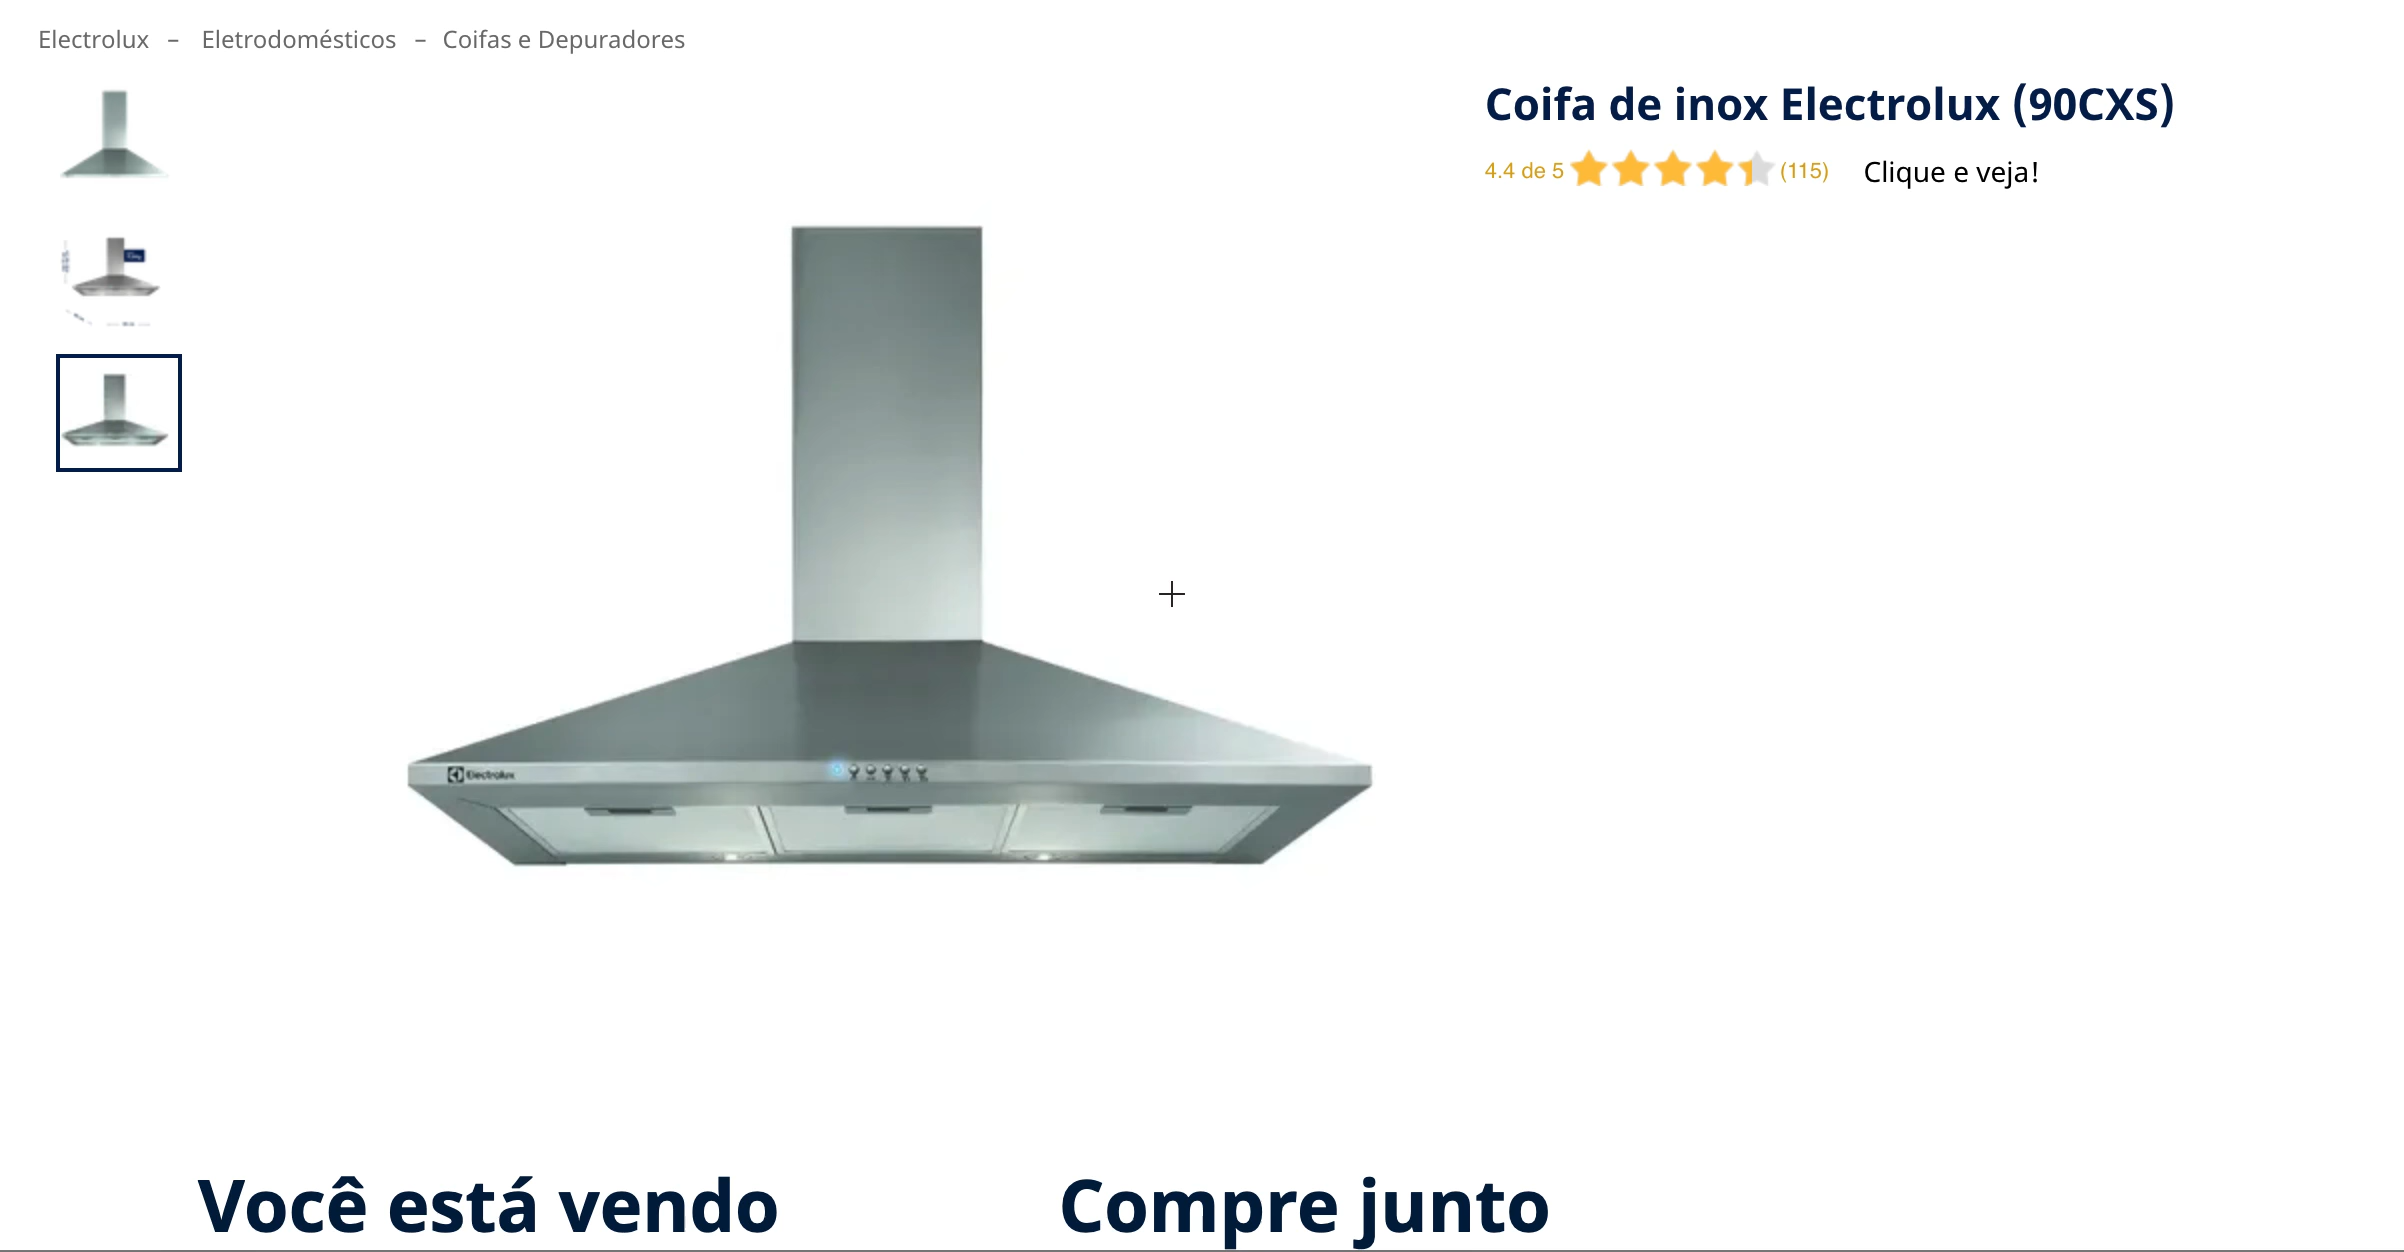 Electrolux – Eletrodomésticos – Coifas e Depuradores
Coifa de inox Electrolux (90CXS)
4.4 de 5 (115) Clique e veja!
Electrolux
Você está vendo
Compre junto